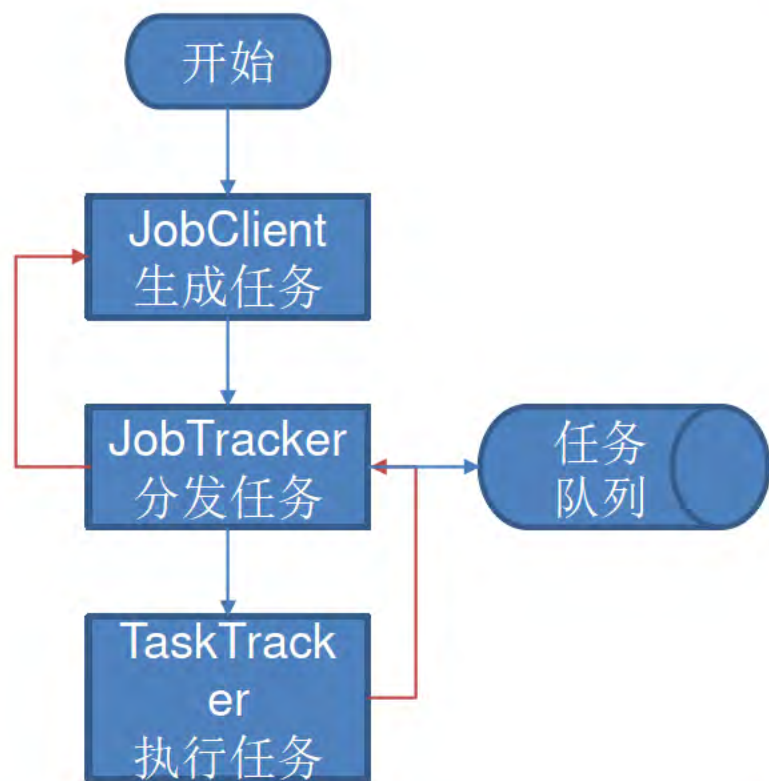 开始
JobClient
生成任务
JobTracker
分发任务
任务
队列
TaskTrack
er
执行任务